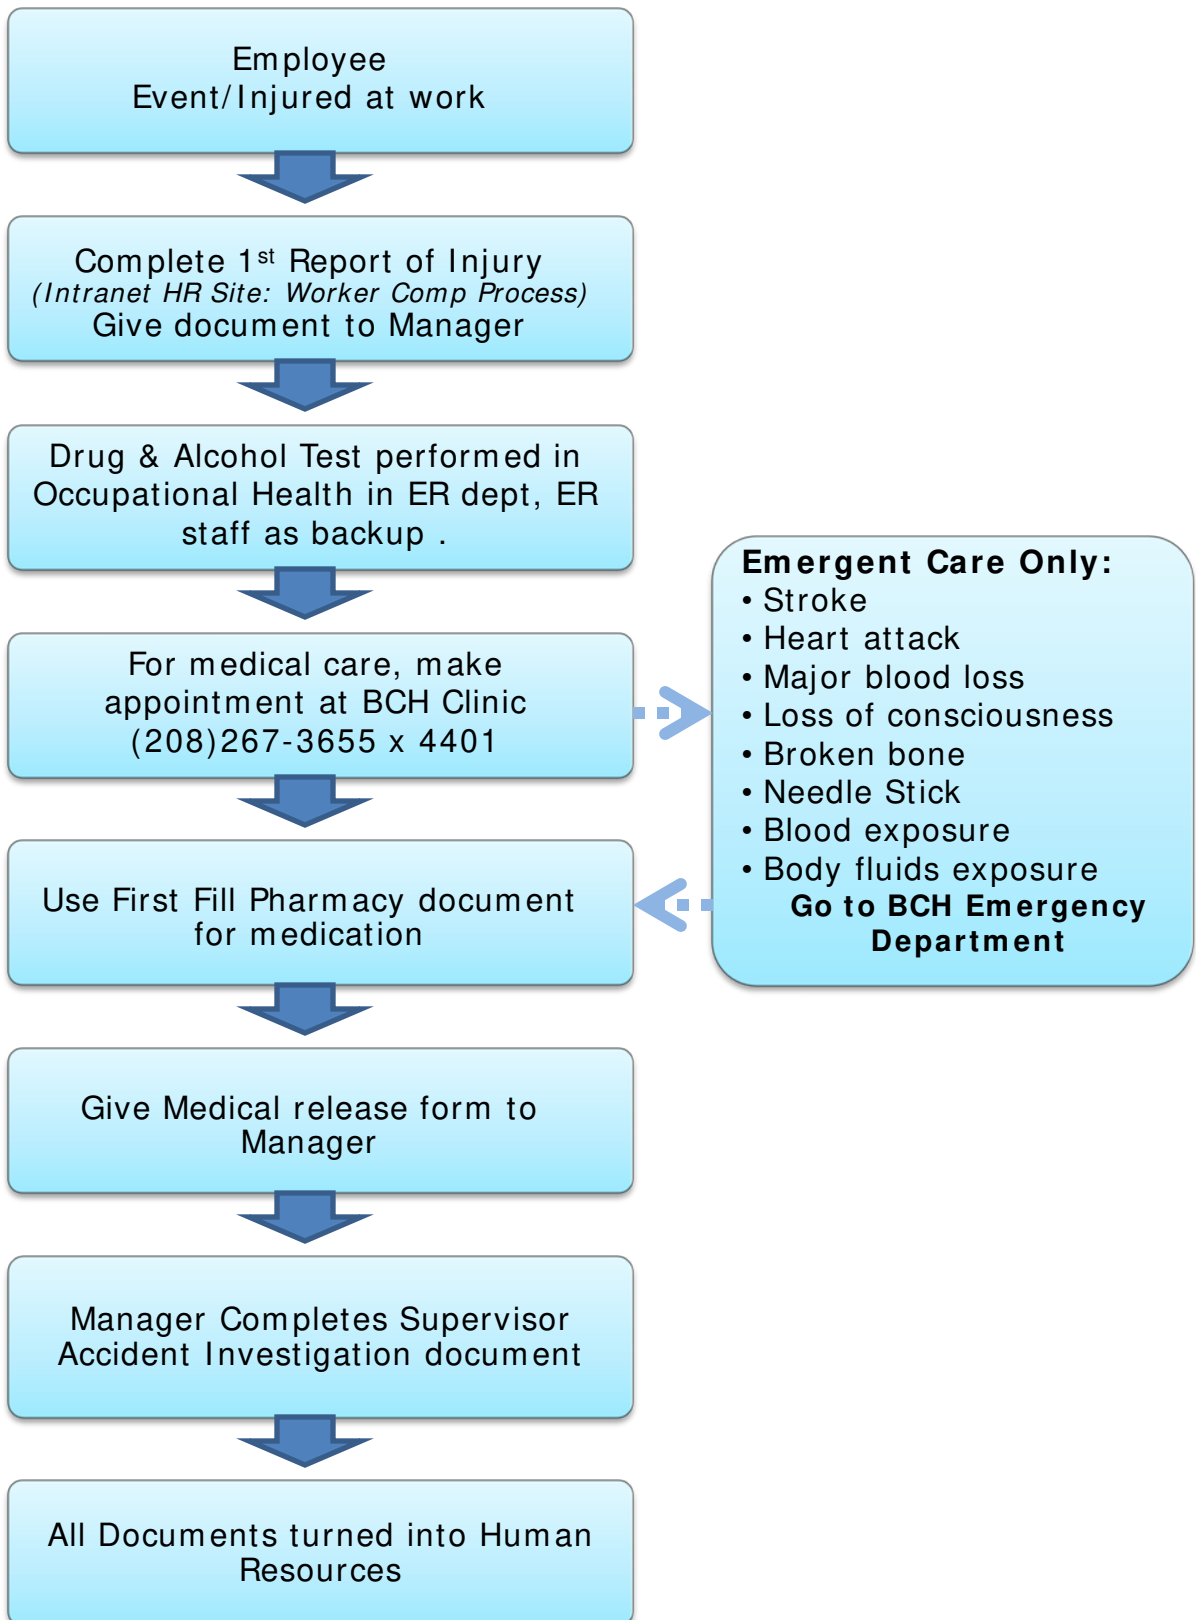 Employee
Event/Injured at work
Complete 1st Report of Injury
(Intranet HR Site: Worker Comp Process)
Give document to Manager
Drug & Alcohol Test performed in
Occupational Health in ER dept, ER
staff as backup .
For medical care, make
appointment at BCH Clinic
(208)267-3655 x 4401
Emergent Care Only:
• Stroke
• Heart attack
• Major blood loss
• Loss of consciousness
• Broken bone
• Needle Stick
• Blood exposure
• Body fluids exposure
Go to BCH Emergency
Department
Use First Fill Pharmacy document
for medication
Give Medical release form to
Manager
Manager Completes Supervisor
Accident Investigation document
All Documents turned into Human
Resources